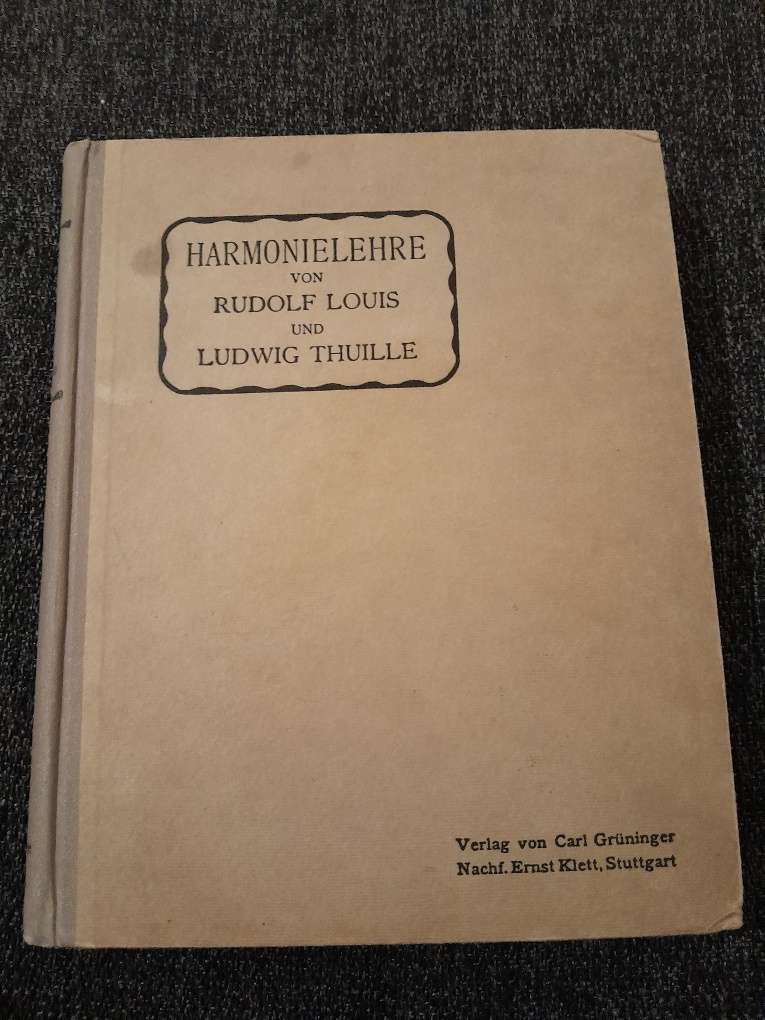 HARMONIELEHRE
VON
RUDOLF LOUIS
UND
LUDWIG THUILLE
Verlag von Carl Grüninger
Nachf. Ernst Klett, Stuttgart